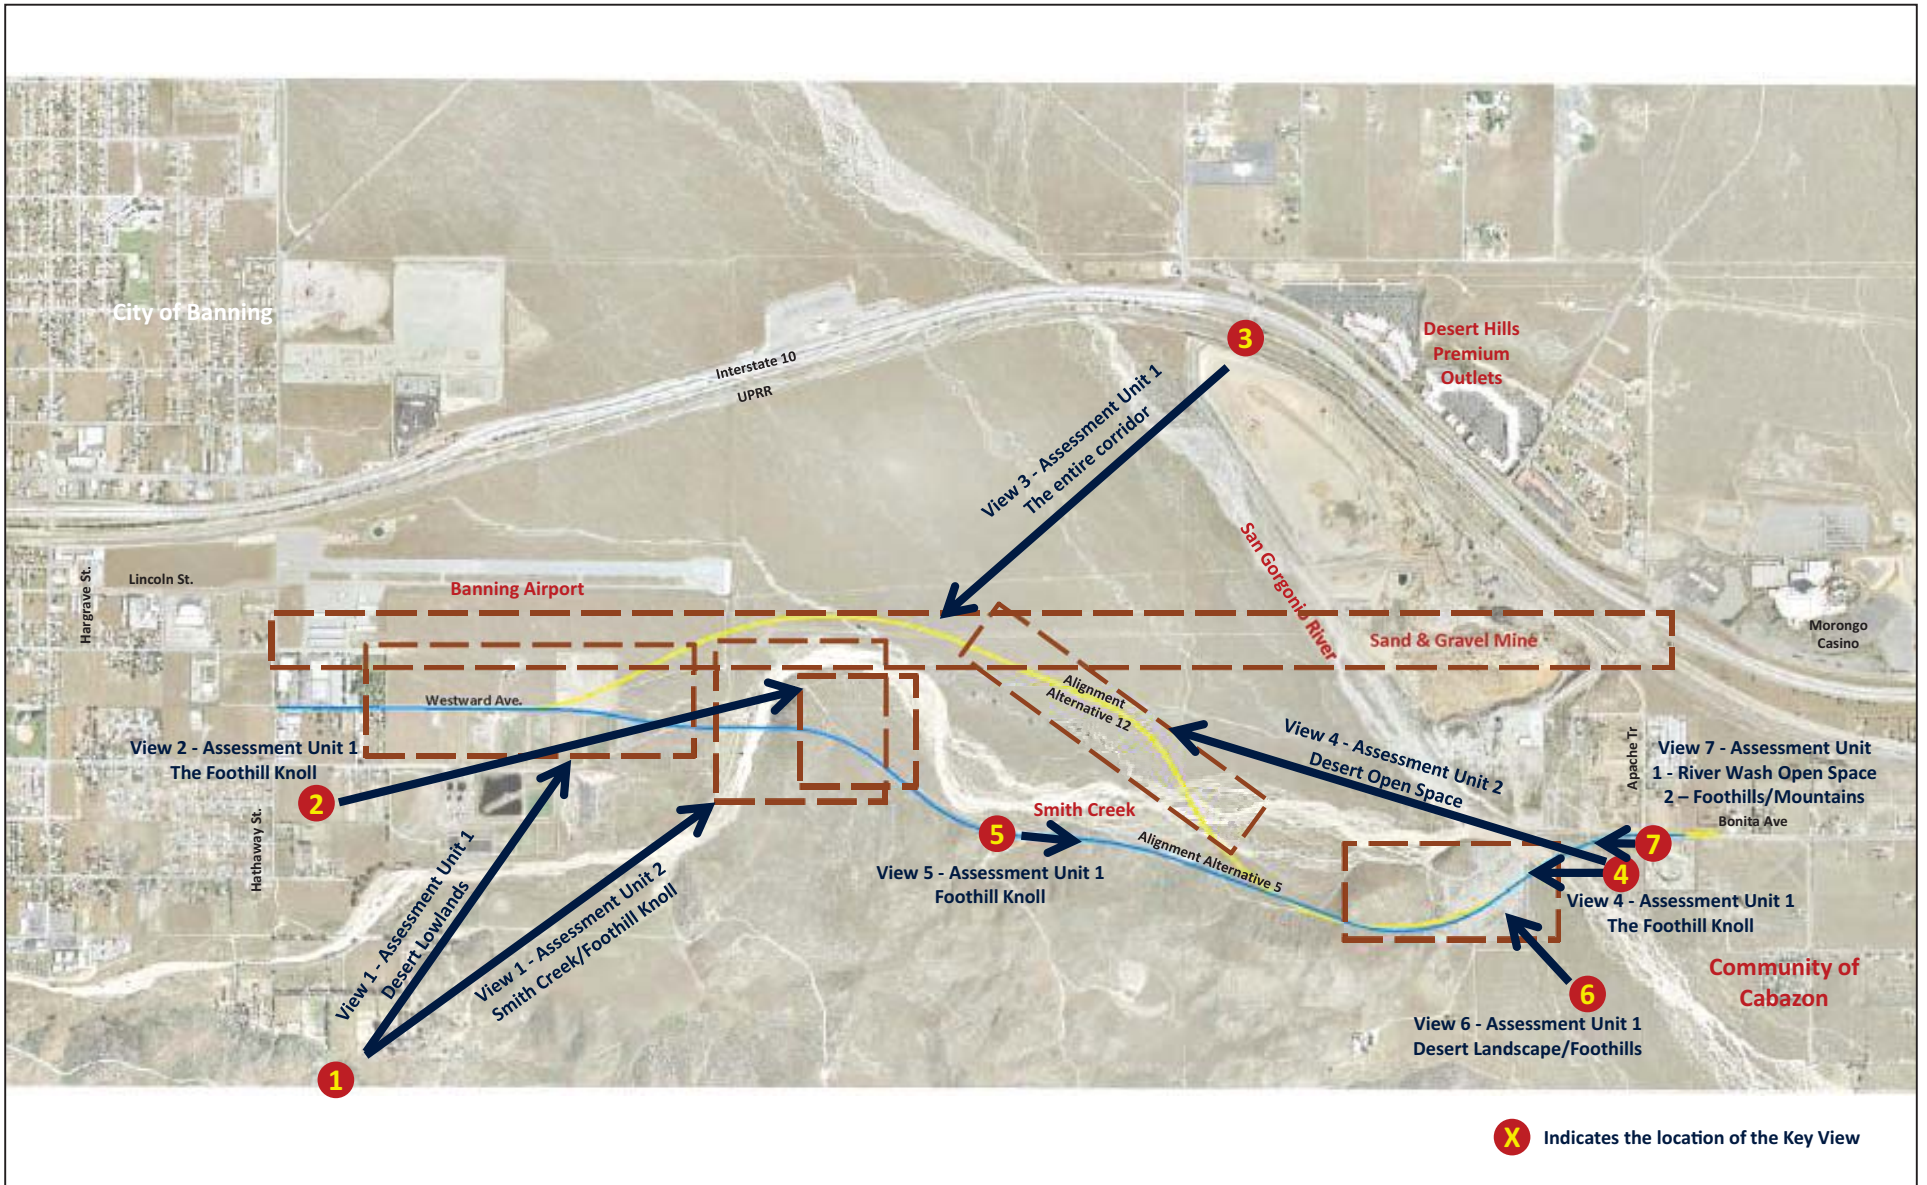 City of Banning
Interstate 10
UPRR
3
Desert Hills
Premium
Outlets
View 3 - Assessment Unit 1
The entire corridor
San Gorgonio River
Hargrave St.
Lincoln St.
Banning Airport
Sand & Gravel Mine
Morongo
Casino
Westward Ave.
Alignment
Alternative 12
View 2 - Assessment Unit 1
The Foothill Knoll
2
View 4 - Assessment Unit 2
Desert Open Space
Apache Tr
View 7 - Assessment Unit
1 - River Wash Open Space
2 – Foothills/Mountains
Bonita Ave
Hathaway St.
Smith Creek
5
View 5 - Assessment Unit 1
Foothill Knoll
Alignment Alternative 5
7
4
View 4 - Assessment Unit 1
The Foothill Knoll
View 1 - Assessment Unit 1
Desert Lowlands
View 1 - Assessment Unit 2
Smith Creek/Foothill Knoll
Community of
Cabazon
6
View 6 - Assessment Unit 1
Desert Landscape/Foothills
1
X
Indicates the location of the Key View